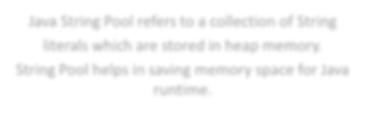 Java String Pool refers to a collection of String
literals which are stored in heap memory.
String Pool helps in saving memory space for Java
runtime.